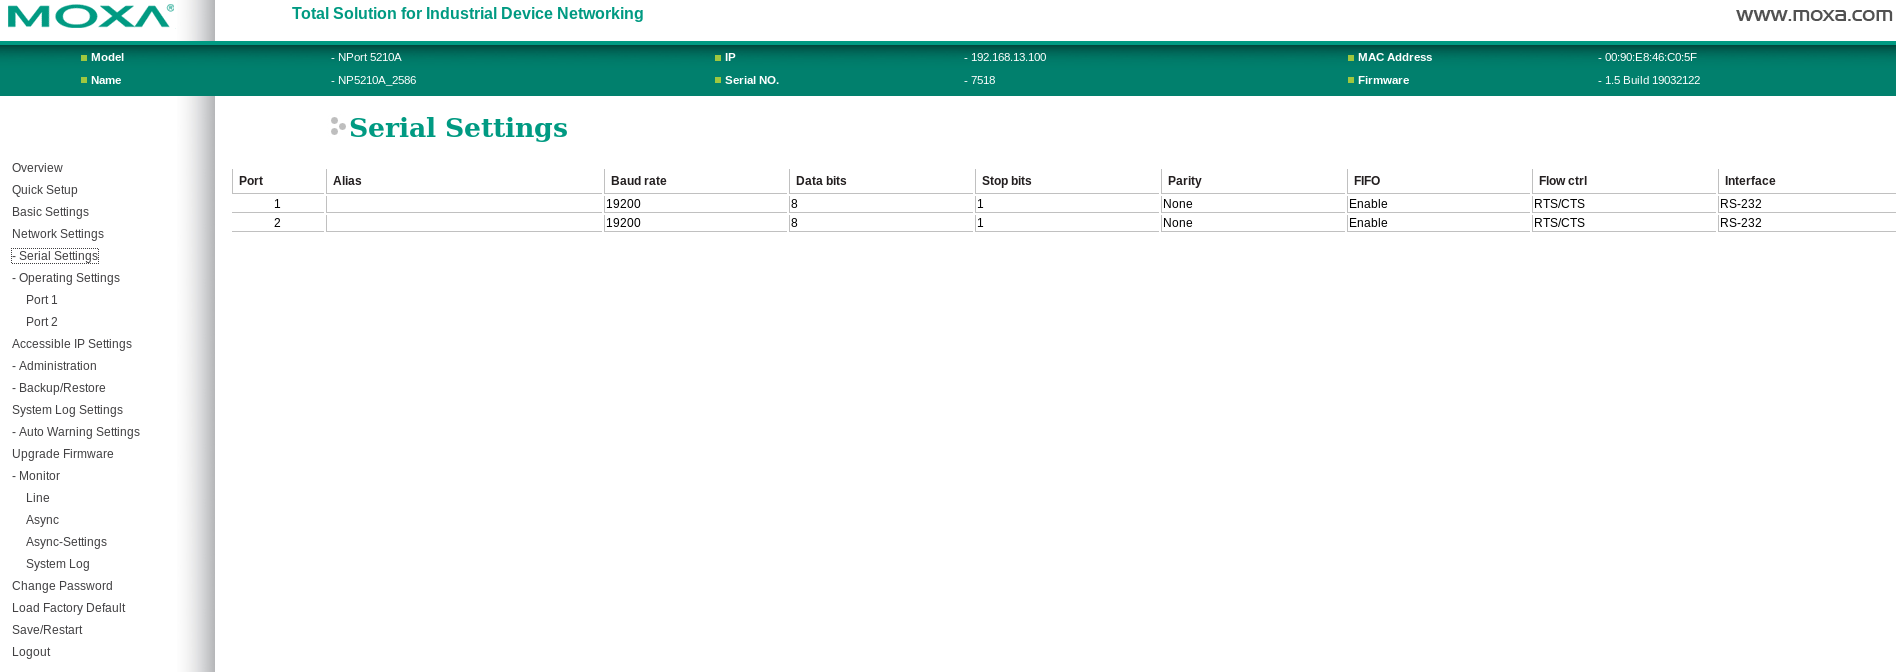 MOXA®
Total Solution for Industrial Device Networking
www.moxa.com
Model - NPort 5210A IP - 192.168.13.100 MAC Address - 00:90:E8:46:C0:5F
Name - NP5210A_2586 Serial NO. - 7518 Firmware - 1.5 Build 19032122
Serial Settings
Port Alias Baud rate Data bits Stop bits Parity FIFO Flow ctrl Interface
1 19200 8 1 None Enable RTS/CTS RS-232
2 19200 8 1 None Enable RTS/CTS RS-232
Overview
Quick Setup
Basic Settings
Network Settings
- Serial Settings
- Operating Settings
Port 1
Port 2
Accessible IP Settings
- Administration
- Backup/Restore
System Log Settings
- Auto Warning Settings
Upgrade Firmware
- Monitor
Line
Async
Async-Settings
System Log
Change Password
Load Factory Default
Save/Restart
Logout